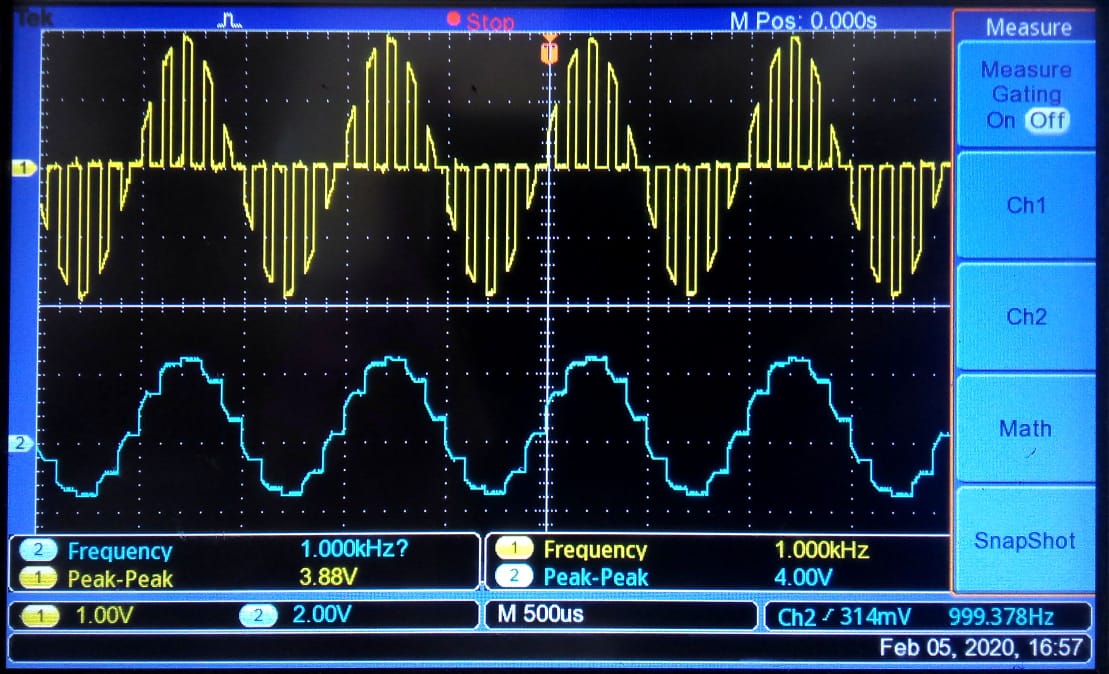 Tek Stop M Pos: 0.000s
Measure
Measure
Gating
On Off
Ch1
Ch2
Math
SnapShot
T
1
2
2 Frequency 1.000kHz? 1 Frequency 1.000kHz
1 Peak-Peak 3.88V 2 Peak-Peak 4.00V
1 1.00V 2 2.00V M 500us Ch2 314mV 999.378Hz
Feb 05, 2020, 16:57